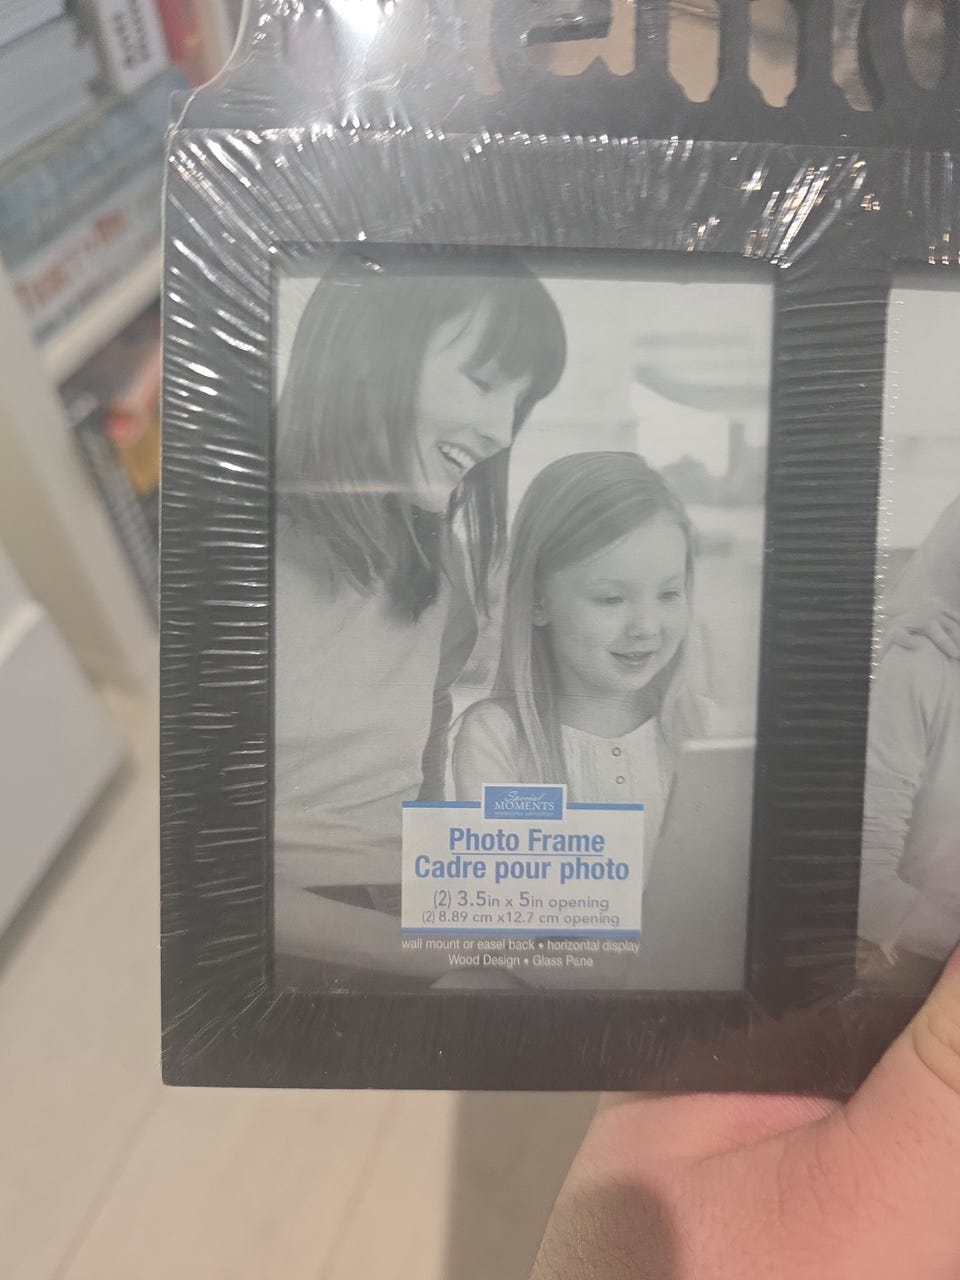 Special
MOMENTS
Photo Frame
Cadre pour photo
(2) 3.5in x 5in opening
(2) 8.89 cm x12.7 cm opening
wall mount or easel back • horizontal display
Wood Design • Glass Pane